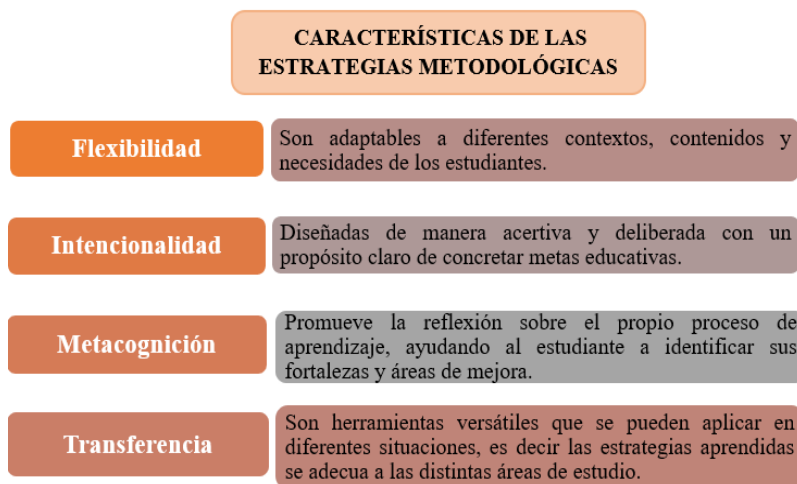 CARACTERÍSTICAS DE LAS
ESTRATEGIAS METODOLÓGICAS
Flexibilidad
Son adaptables a diferentes contextos, contenidos y
necesidades de los estudiantes.
Intencionalidad
Diseñadas de manera acertiva y deliberada con un
propósito claro de concretar metas educativas.
Metacognición
Promueve la reflexión sobre el propio proceso de
aprendizaje, ayudando al estudiante a identificar sus
fortalezas y áreas de mejora.
Transferencia
Son herramientas versátiles que se pueden aplicar en
diferentes situaciones, es decir las estrategias aprendidas
se adecua a las distintas áreas de estudio.